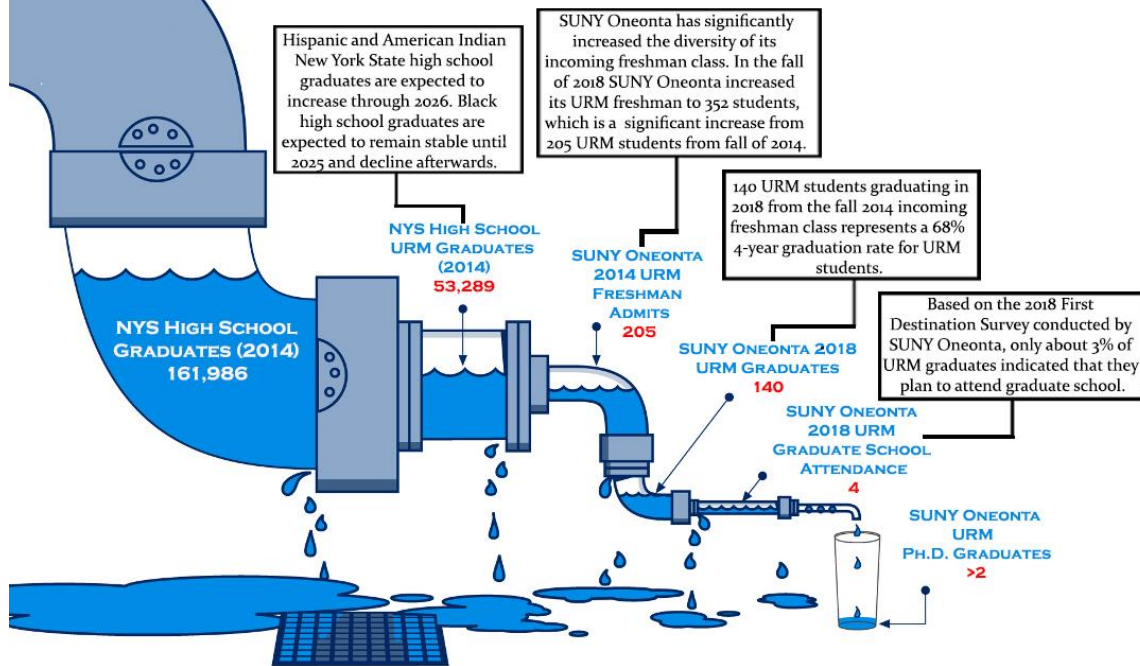 Hispanic and American Indian
New York State high school
graduates are expected to
increase through 2026. Black
high school graduates are
expected to remain stable until
2025 and decline afterwards.
SUNY Oneonta has significantly
increased the diversity of its
incoming freshman class. In the fall
of 2018 SUNY Oneonta increased
its URM freshman to 352 students,
which is a significant increase from
205 URM students from fall of 2014.
140 URM students graduating in
2018 from the fall 2014 incoming
freshman class represents a 68%
4-year graduation rate for URM
students.
Based on the 2018 First
Destination Survey conducted by
SUNY Oneonta, only about 3% of
URM graduates indicated that they
plan to attend graduate school.
NYS High School
Graduates (2014)
161,986
NYS High School
URM Graduates
(2014)
53,289
SUNY Oneonta
2014 URM
Freshman
Admits
205
SUNY Oneonta 2018
URM Graduates
140
SUNY Oneonta
2018 URM
Graduate School
Attendance
4
SUNY Oneonta
URM
Ph.D. Graduates
>2